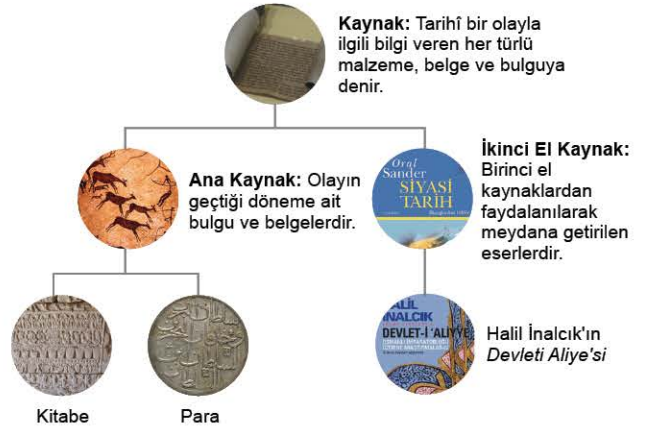 Kaynak: Tarihî bir olayla
ilgili bilgi veren her türlü
malzeme, belge ve bulguya
denir.
Ana Kaynak: Olayın
geçtiği döneme ait
bulgu ve belgelerdir.
Oral
Sander
SİYASİ
TARİH
İkinci El Kaynak:
Birinci el
kaynaklardan
faydalanılarak
meydana getirilen
eserlerdir.
HALİL
İNALCIK
DEVLET-İ 'ALİYYE
Halil İnalcık'ın
Devleti Aliye'si
Kitabe
Para